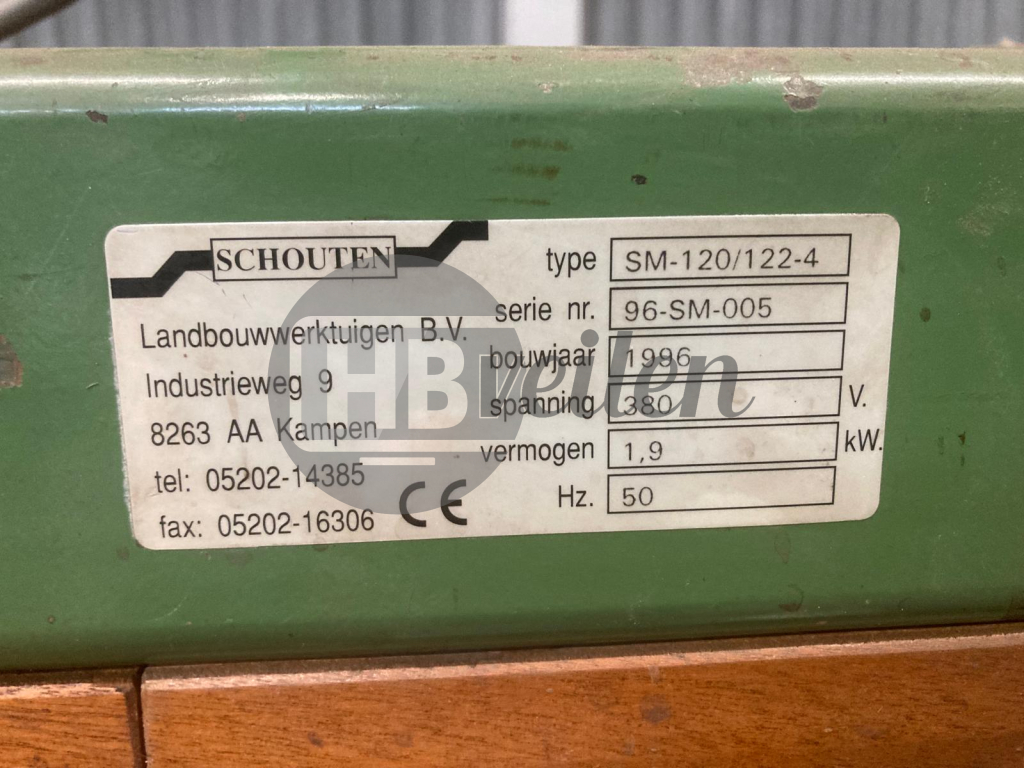 SCHOUTEN
Landbouwwerktuigen B.V.
Industrieweg 9
8263 AA Kampen
tel: 05202-14385
fax: 05202-16306
CE
type SM-120/122-4
serie nr. 96-SM-005
bouwjaar 1996
spanning 380 V.
vermogen 1,9 kW.
Hz. 50
HBveilen